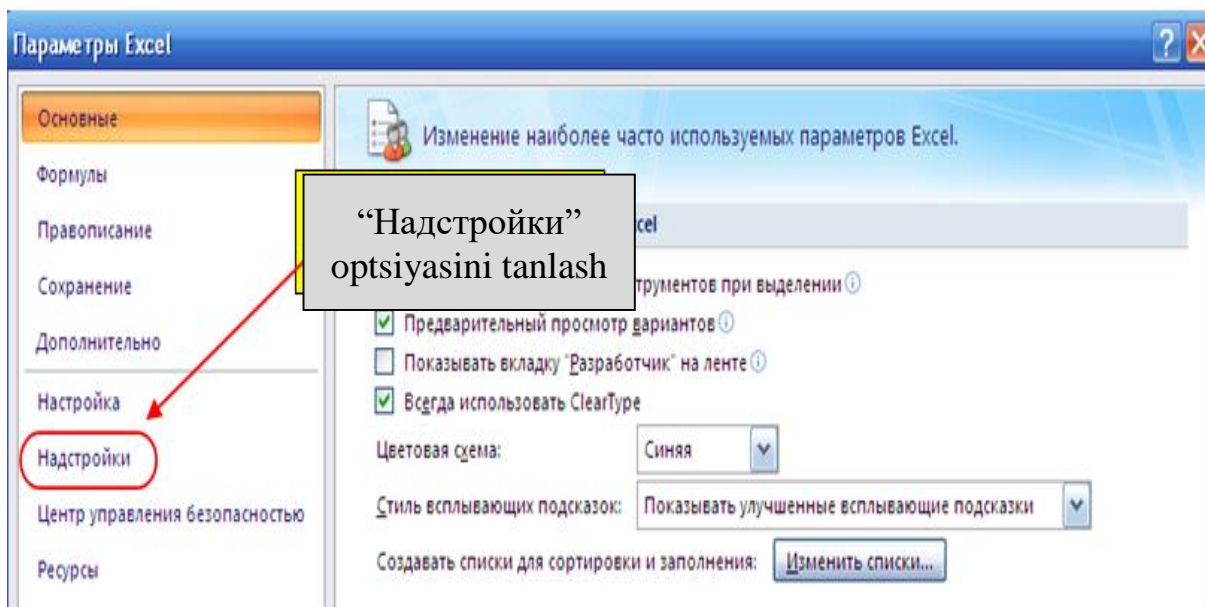 Параметры Excel
Основные
Формулы
Правописание
Сохранение
Дополнительно
Настройка
Надстройки
Центр управления безопасностью
Ресурсы
Изменение наиболее часто используемых параметров Excel.
“Надстройки”
optsiyasini tanlash
при выделении
Предварительный просмотр вариантов
Показывать вкладку "Разработчик" на ленте
Всегда использовать ClearType
Цветовая схема: Синяя
Стиль всплывающих подсказок: Показывать улучшенные всплывающие подсказки
Создавать списки для сортировки и заполнения: Изменить списки...